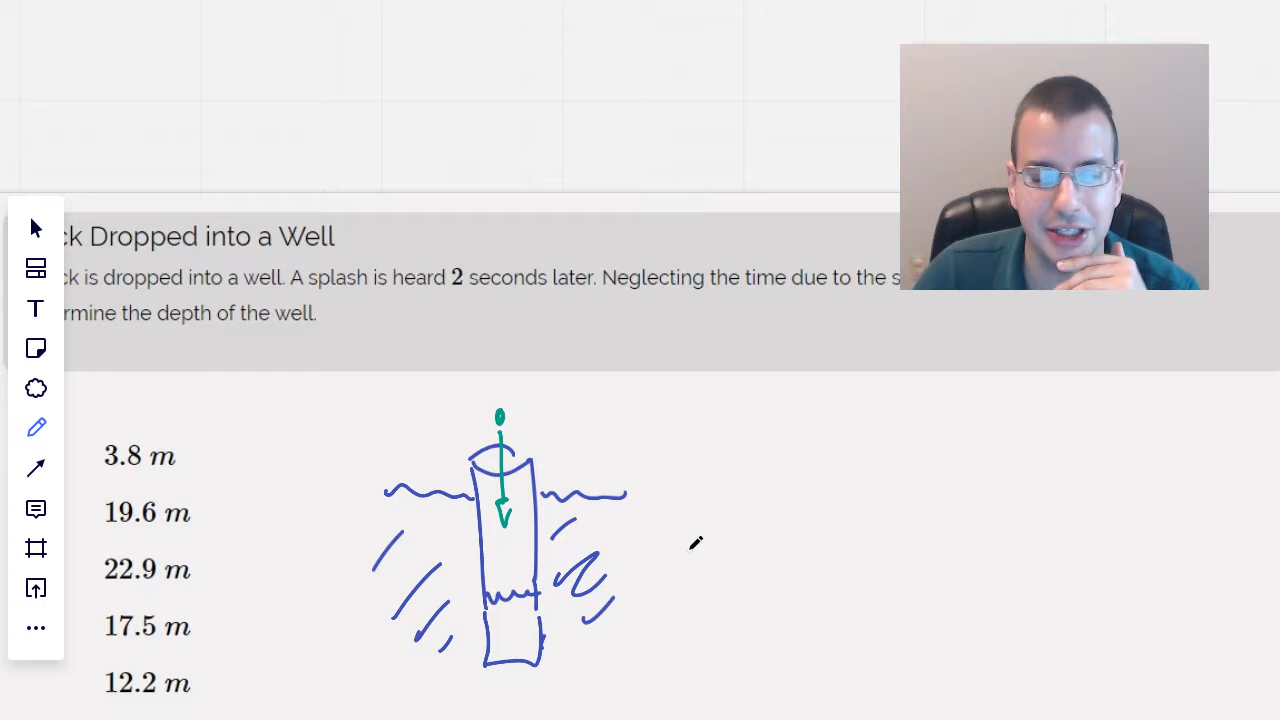 ck Dropped into a Well
ck is dropped into a well. A splash is heard 2 seconds later. Neglecting the time due to the s
rmine the depth of the well.
3.8 m
19.6 m
22.9 m
17.5 m
12.2 m